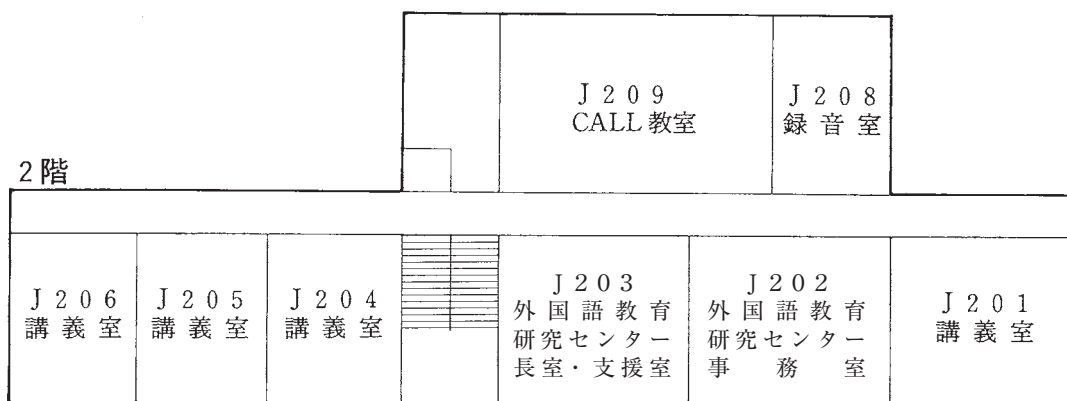 J209
CALL教室
J208
録音室
2階
J206
講義室
J205
講義室
J204
講義室
J203
外国語教育
研究センター
長室・支援室
J202
外国語教育
研究センター
事務室
J201
講義室